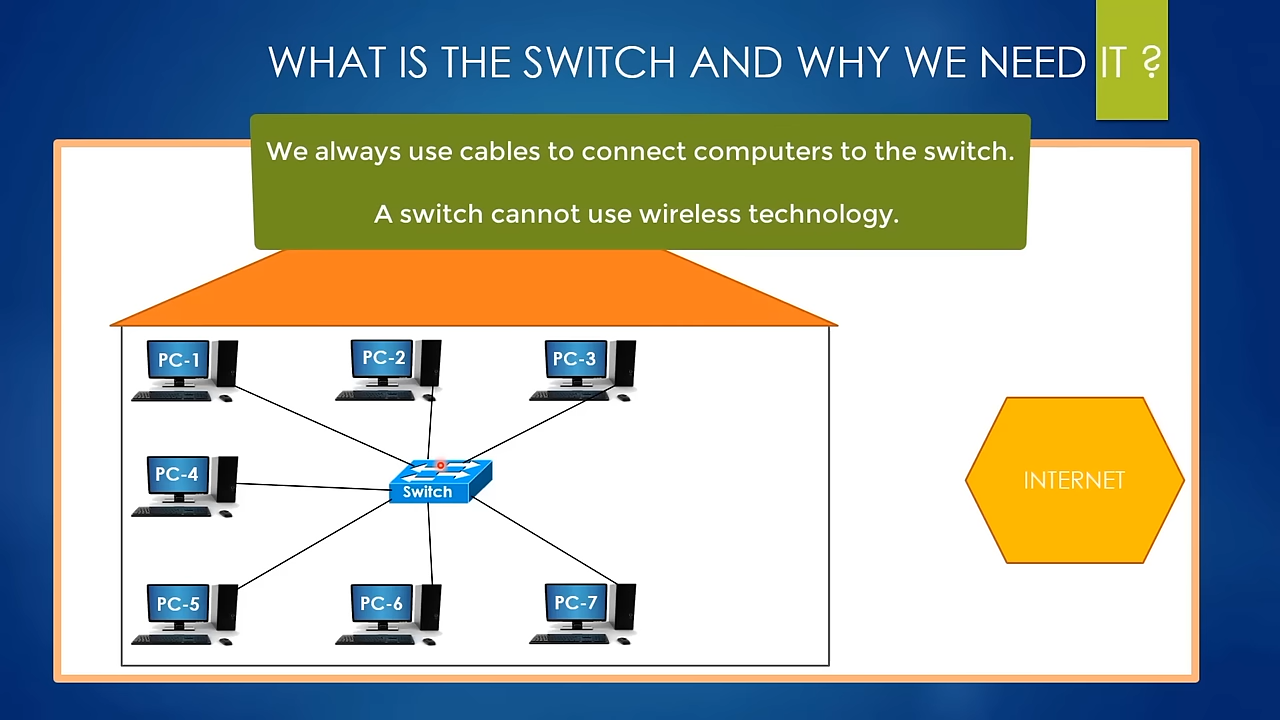 WHAT IS THE SWITCH AND WHY WE NEED IT ?
We always use cables to connect computers to the switch.
A switch cannot use wireless technology.
PC-1
PC-2
PC-3
PC-4
Switch
INTERNET
PC-5
PC-6
PC-7